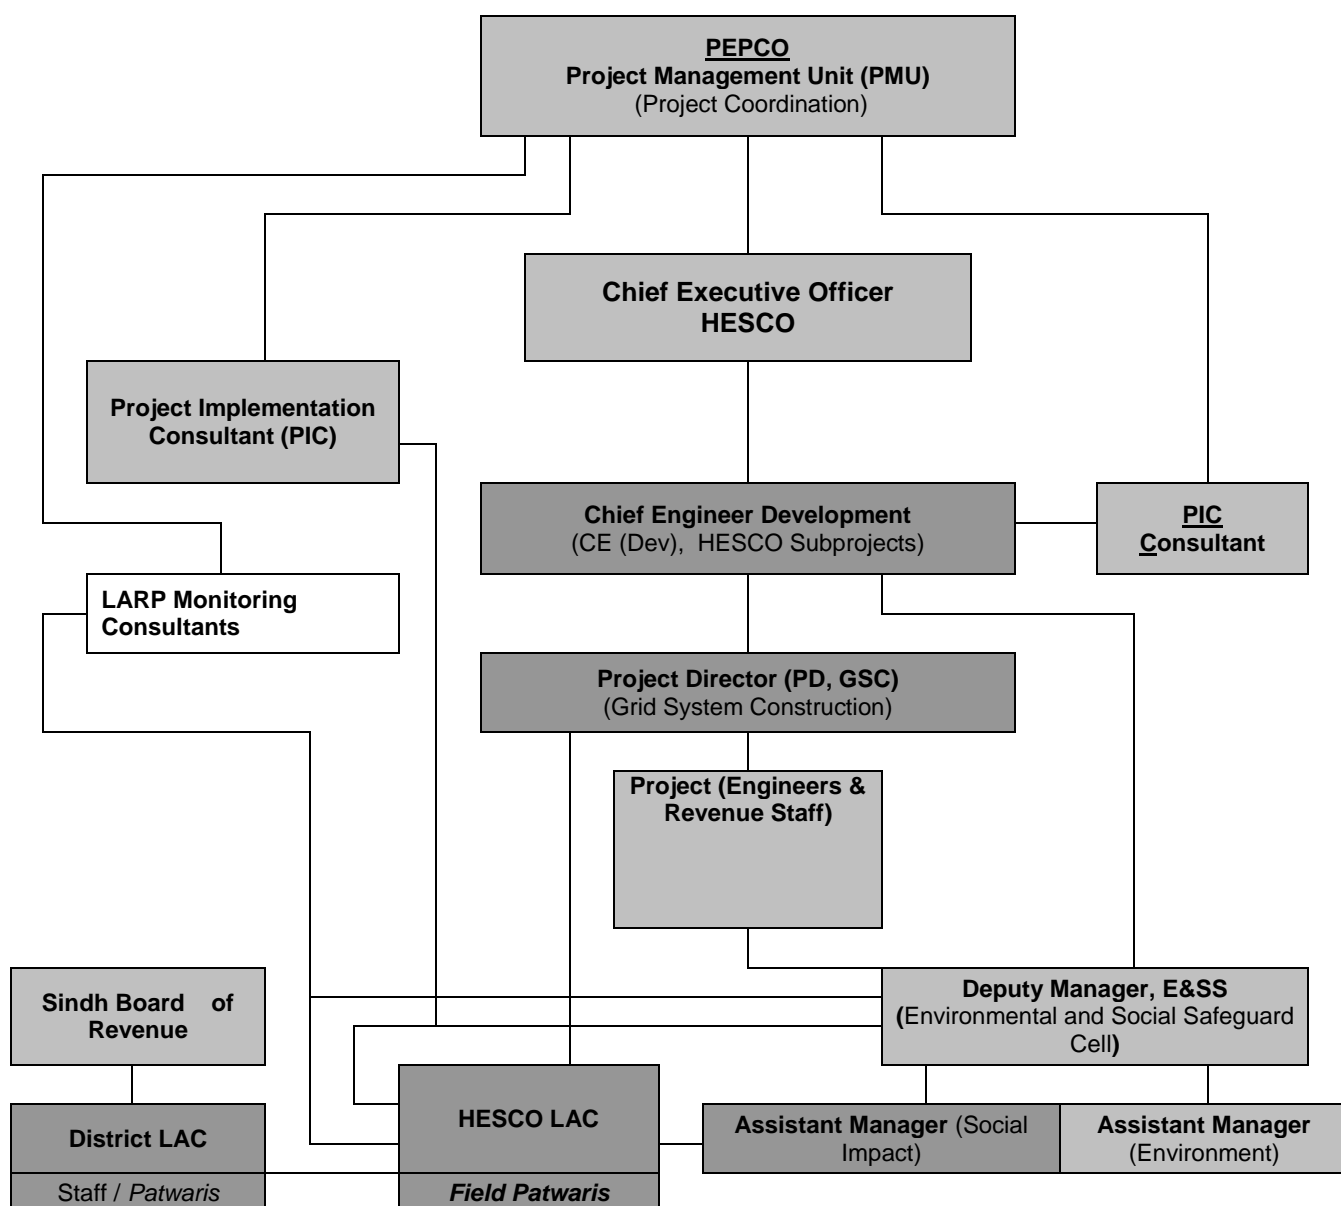 PEPCO
Project Management Unit (PMU)
(Project Coordination)
Chief Executive Officer
HESCO
Project Implementation
Consultant (PIC)
Chief Engineer Development
(CE (Dev), HESCO Subprojects)
PIC
Consultant
LARP Monitoring
Consultants
Project Director (PD, GSC)
(Grid System Construction)
Project (Engineers &
Revenue Staff)
Sindh Board of
Revenue
Deputy Manager, E&SS
(Environmental and Social Safeguard
Cell)
District LAC
Staff / Patwaris
HESCO LAC
Field Patwaris
Assistant Manager (Social
Impact)
Assistant Manager
(Environment)